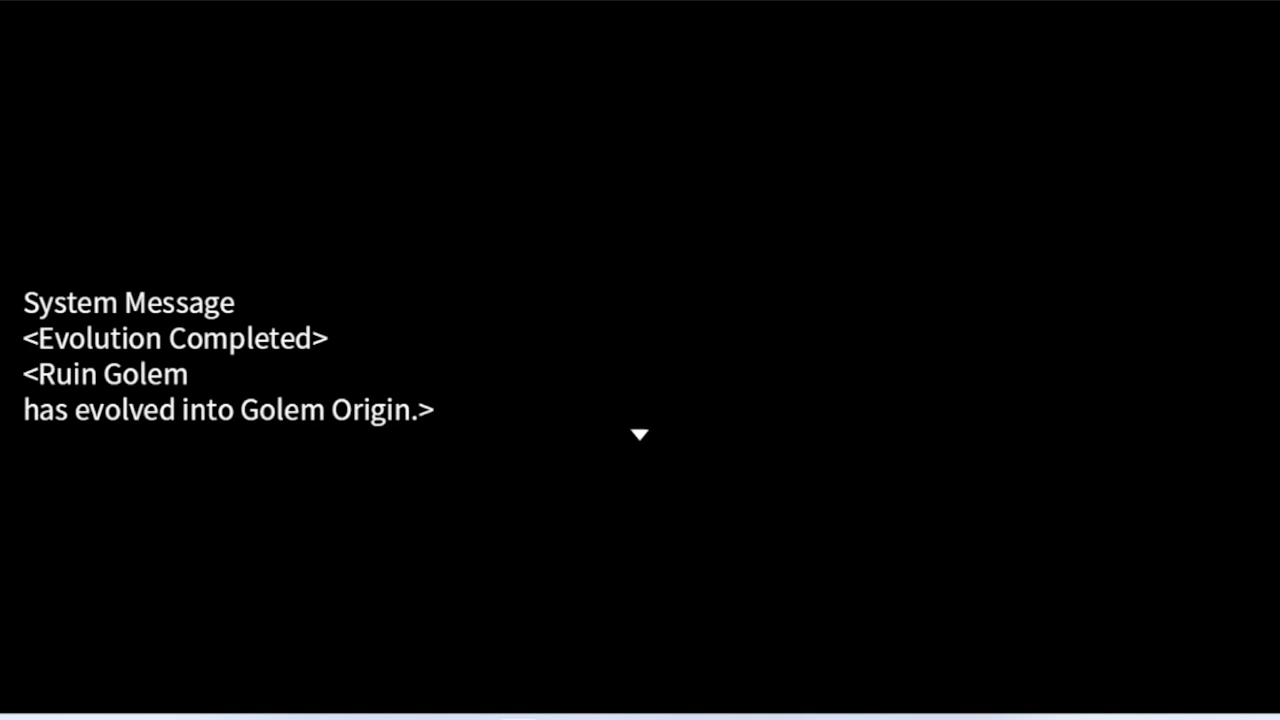 System Message
<Evolution Completed>
<Ruin Golem
has evolved into Golem Origin.>